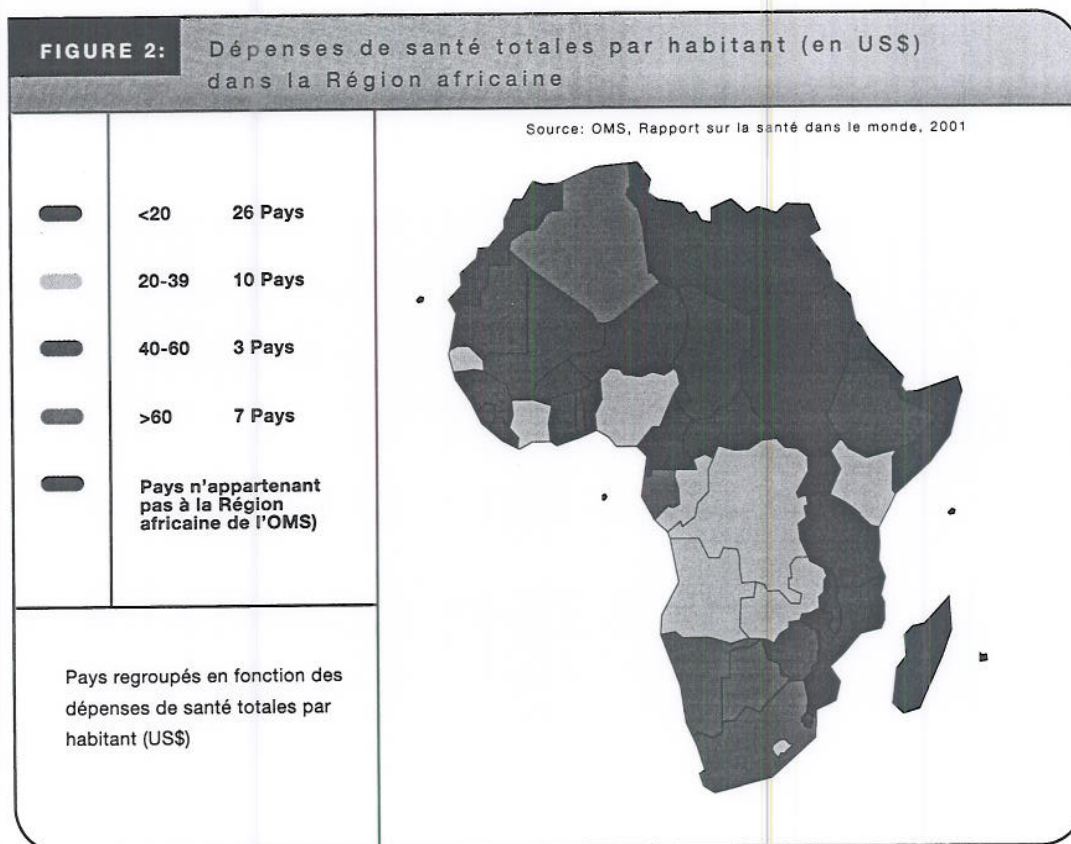 FIGURE 2:
Dépenses de santé totales par habitant (en US$)
dans la Région africaine
Source: OMS, Rapport sur la santé dans le monde, 2001
<20 26 Pays
20-39 10 Pays
40-60 3 Pays
>60 7 Pays
Pays n'appartenant
pas à la Région
africaine de l'OMS)
Pays regroupés en fonction des
dépenses de santé totales par
habitant (US$)